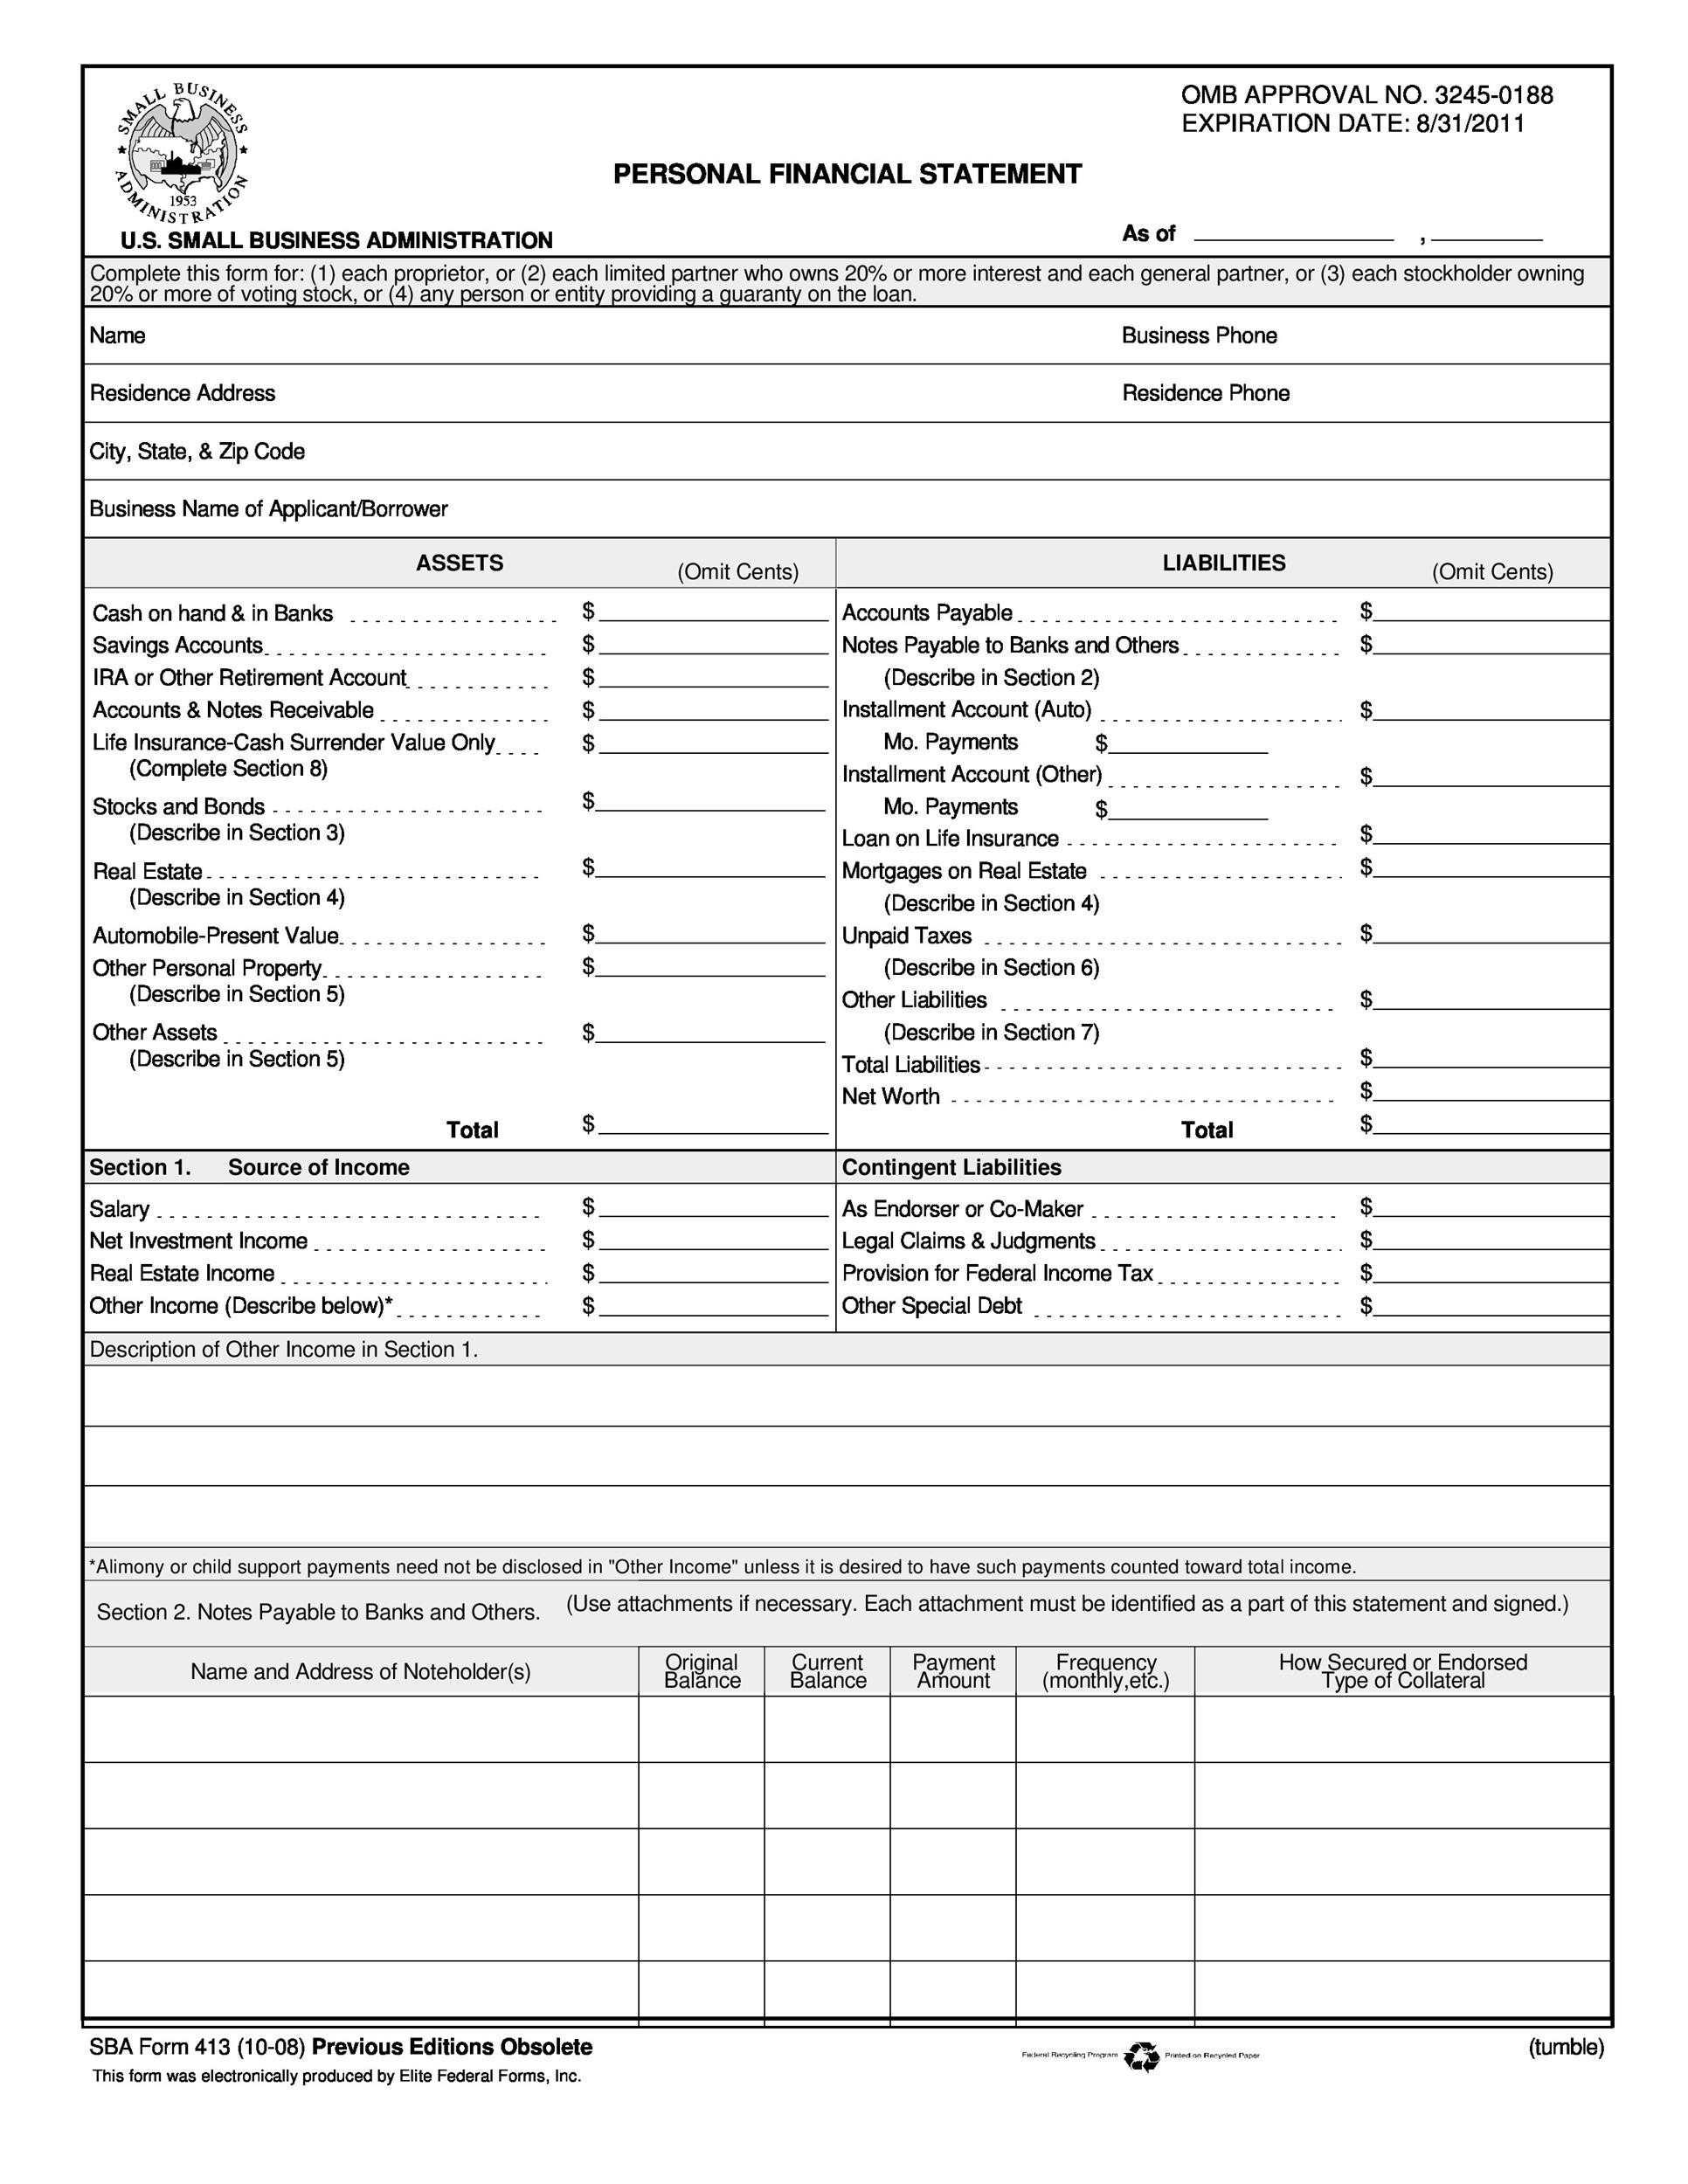 SMALL BUSINESS
ADMINISTRATION
1953
OMB APPROVAL NO. 3245-0188
EXPIRATION DATE: 8/31/2011
PERSONAL FINANCIAL STATEMENT
U.S. SMALL BUSINESS ADMINISTRATION
As of ,
Complete this form for: (1) each proprietor, or (2) each limited partner who owns 20% or more interest and each general partner, or (3) each stockholder owning
20% or more of voting stock, or (4) any person or entity providing a guaranty on the loan.
Name Business Phone
Residence Address Residence Phone
City, State, & Zip Code
Business Name of Applicant/Borrower
ASSETS (Omit Cents)
Cash on hand & in Banks $
Savings Accounts $
IRA or Other Retirement Account $
Accounts & Notes Receivable $
Life Insurance-Cash Surrender Value Only $
(Complete Section 8)
Stocks and Bonds $
(Describe in Section 3)
Real Estate $
(Describe in Section 4)
Automobile-Present Value $
Other Personal Property $
(Describe in Section 5)
Other Assets $
(Describe in Section 5)
Total $
LIABILITIES (Omit Cents)
Accounts Payable $
Notes Payable to Banks and Others $
(Describe in Section 2)
Installment Account (Auto) $
Mo. Payments $
Installment Account (Other) $
Mo. Payments $
Loan on Life Insurance $
Mortgages on Real Estate $
(Describe in Section 4)
Unpaid Taxes $
(Describe in Section 6)
Other Liabilities $
(Describe in Section 7)
Total Liabilities $
Net Worth $
Total $
Section 1. Source of Income
Salary $
Net Investment Income $
Real Estate Income $
Other Income (Describe below)* $
Contingent Liabilities
As Endorser or Co-Maker $
Legal Claims & Judgments $
Provision for Federal Income Tax $
Other Special Debt $
Description of Other Income in Section 1.
*Alimony or child support payments need not be disclosed in "Other Income" unless it is desired to have such payments counted toward total income.
Section 2. Notes Payable to Banks and Others. (Use attachments if necessary. Each attachment must be identified as a part of this statement and signed.)
Name and Address of Noteholder(s)
Original
Balance
Current
Balance
Payment
Amount
Frequency
(monthly,etc.)
How Secured or Endorsed
Type of Collateral
SBA Form 413 (10-08) Previous Editions Obsolete
This form was electronically produced by Elite Federal Forms, Inc.
Federal Recycling Program Printed on Recycled Paper
(tumble)